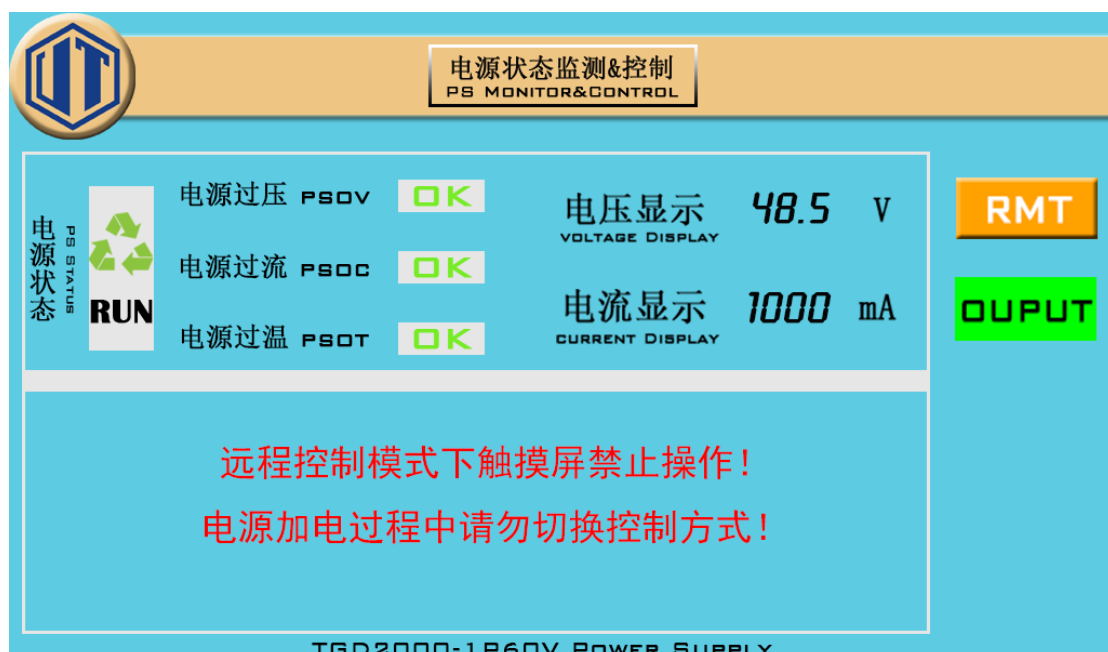 电源状态监测&控制
PS MONITOR&CONTROL
电源状态
PS STATUS
RUN
电源过压 PSOV OK
电源过流 PSOC OK
电源过温 PSOT OK
电压显示 48.5 V
VOLTAGE DISPLAY
电流显示 1000 mA
CURRENT DISPLAY
RMT
OUPUT
远程控制模式下触摸屏禁止操作！
电源加电过程中请勿切换控制方式！
POWER SUPPLY